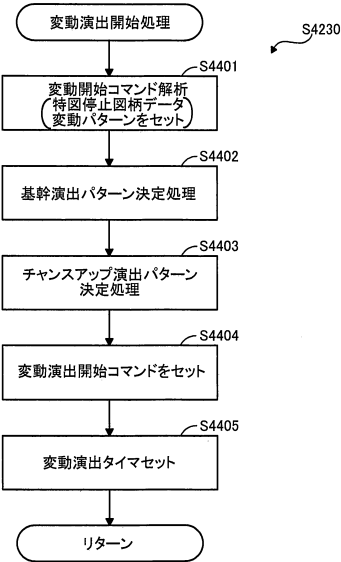 変動演出開始処理
S4230
S4401
変動開始コマンド解析
特図停止図柄データ
変動パターンをセット
S4402
基幹演出パターン決定処理
S4403
チャンスアップ演出パターン
決定処理
S4404
変動演出開始コマンドをセット
S4405
変動演出タイマセット
リターン